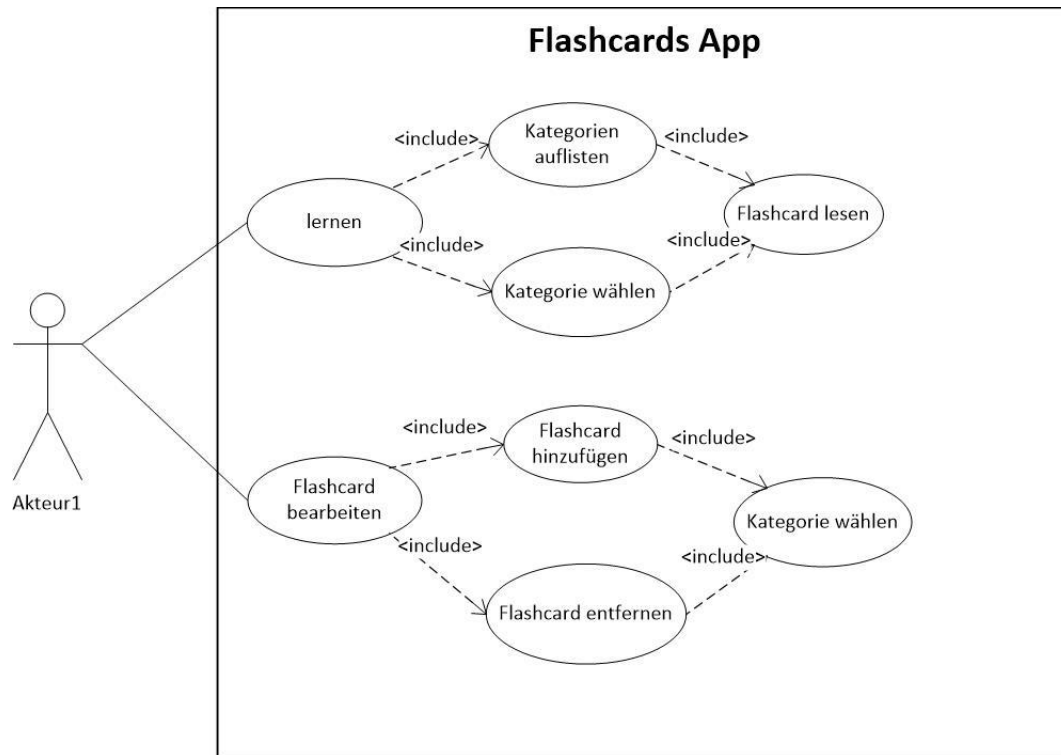 Flashcards App
<include>
Kategorien
auflisten
<include>
lernen
Flashcard lesen
<include>
<include>
Kategorie wählen
<include>
Flashcard
hinzufügen
<include>
Akteur1
Flashcard
bearbeiten
Kategorie wählen
<include>
<include>
Flashcard entfernen